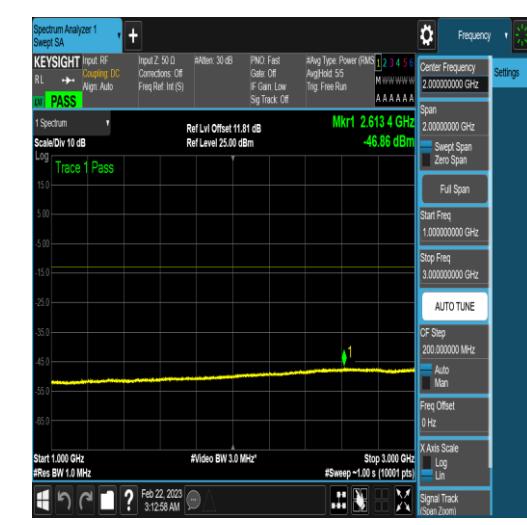 Spectrum Analyzer 1
Swept SA
Frequency
Settings
KEYSIGHT
RL
PASS
Input: RF
Coupling: DC
Align: Auto
Input Z: 50 Ω
Corrections: Off
Freq Ref: Int (S)
#Atten: 30 dB
PNO: Fast
Gate: Off
IF Gain: Low
Sig Track: Off
#Avg Type: Power (RMS
Avg|Hold: 5/5
Trig: Free Run
1 2 3 4 5 6
M W W W W W
A A A A A A
1 Spectrum
Scale/Div 10 dB
Ref Lvl Offset 11.81 dB
Ref Level 25.00 dBm
Mkr1 2.613 4 GHz
-46.86 dBm
Log
Trace 1 Pass
15.0
5.00
-5.00
-15.0
-25.0
-35.0
-45.0
-55.0
-65.0
1
Start 1.000 GHz
#Res BW 1.0 MHz
#Video BW 3.0 MHz*
Stop 3.000 GHz
#Sweep ~1.00 s (10001 pts)
Center Frequency
2.000000000 GHz
Span
2.00000000 GHz
Swept Span
Zero Span
Full Span
Start Freq
1.000000000 GHz
Stop Freq
3.000000000 GHz
AUTO TUNE
CF Step
200.000000 MHz
Auto
Man
Freq Offset
0 Hz
X Axis Scale
Log
Lin
Signal Track
(Span Zoom)
Feb 22, 2023
3:12:58 AM